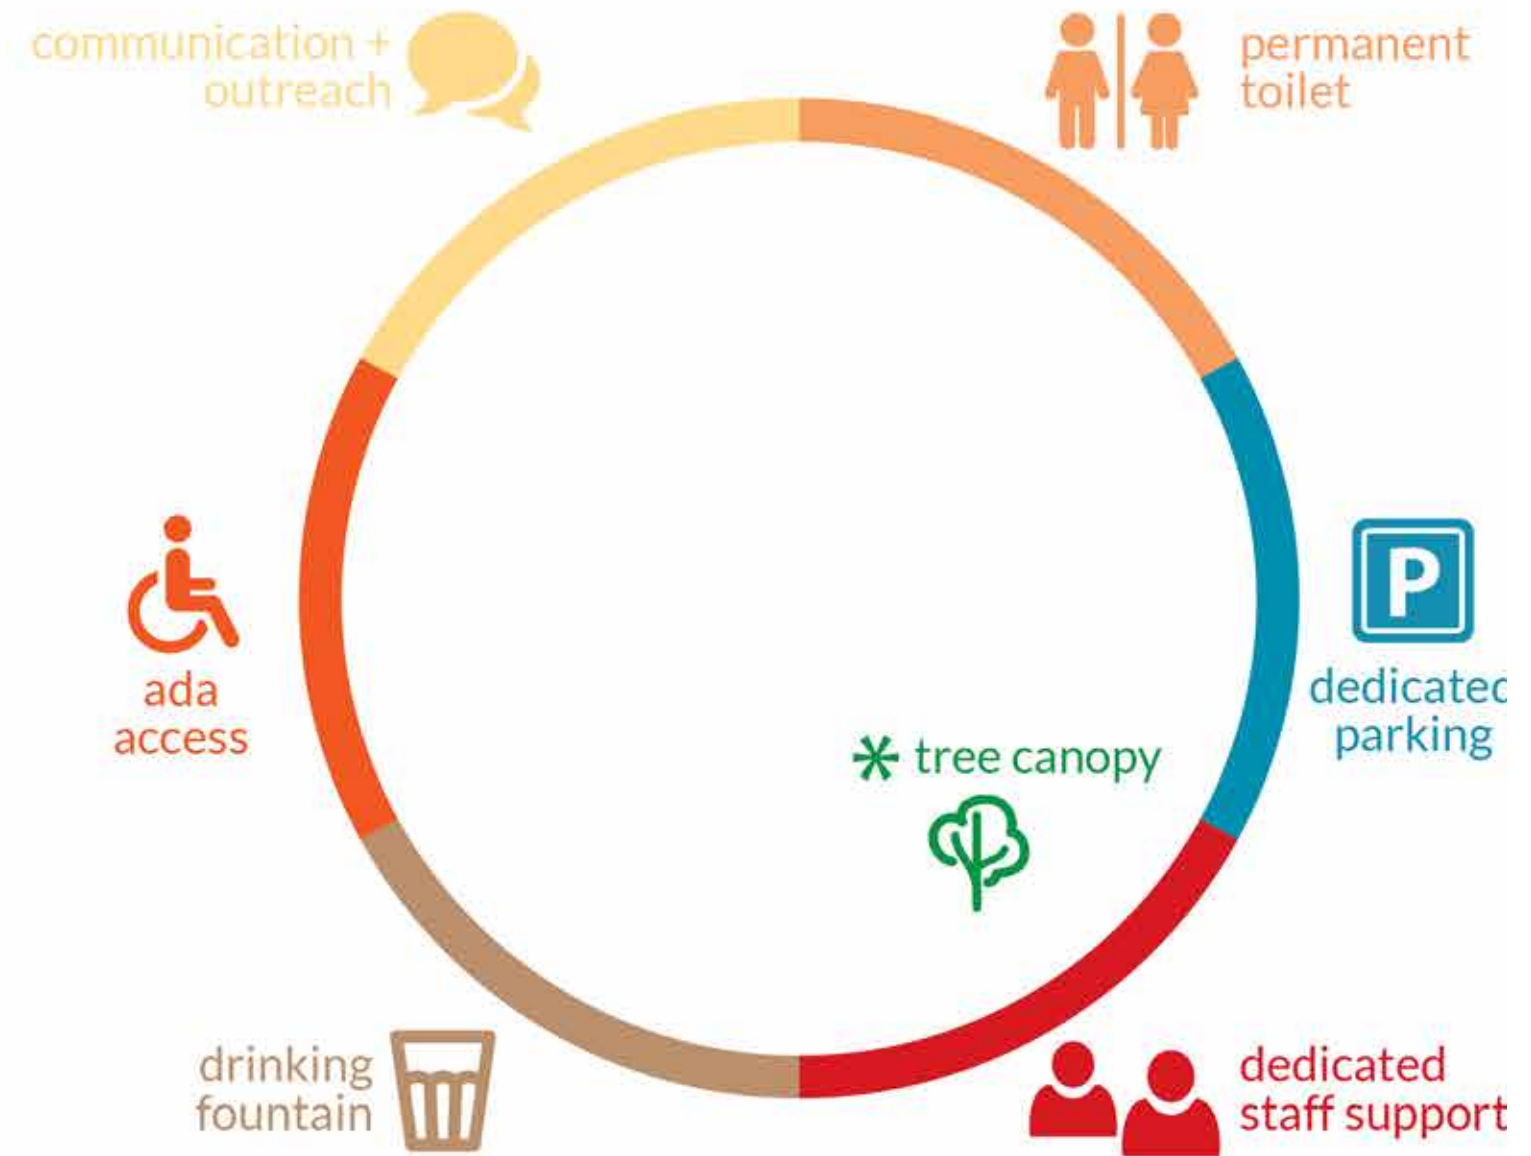 communication +
outreach
permanent
toilet
P
dedicated
parking
ada
access
* tree canopy
drinking
fountain
dedicated
staff support